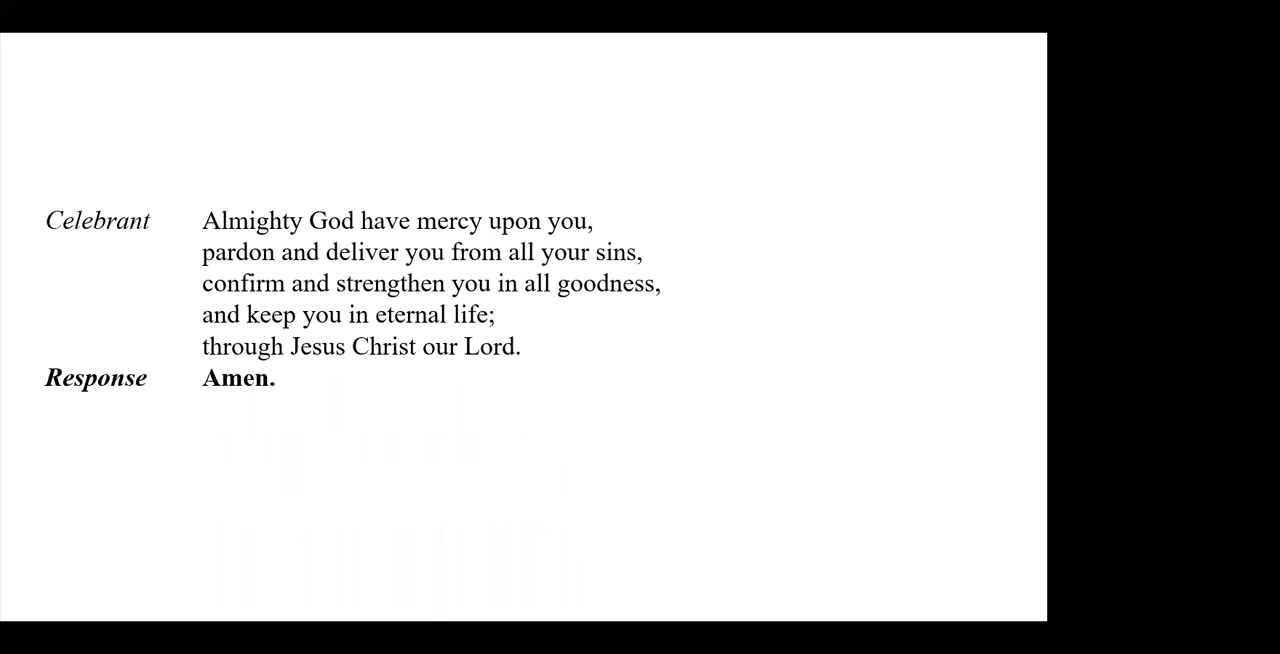 Celebrant Almighty God have mercy upon you,
pardon and deliver you from all your sins,
confirm and strengthen you in all goodness,
and keep you in eternal life;
through Jesus Christ our Lord.
Response Amen.